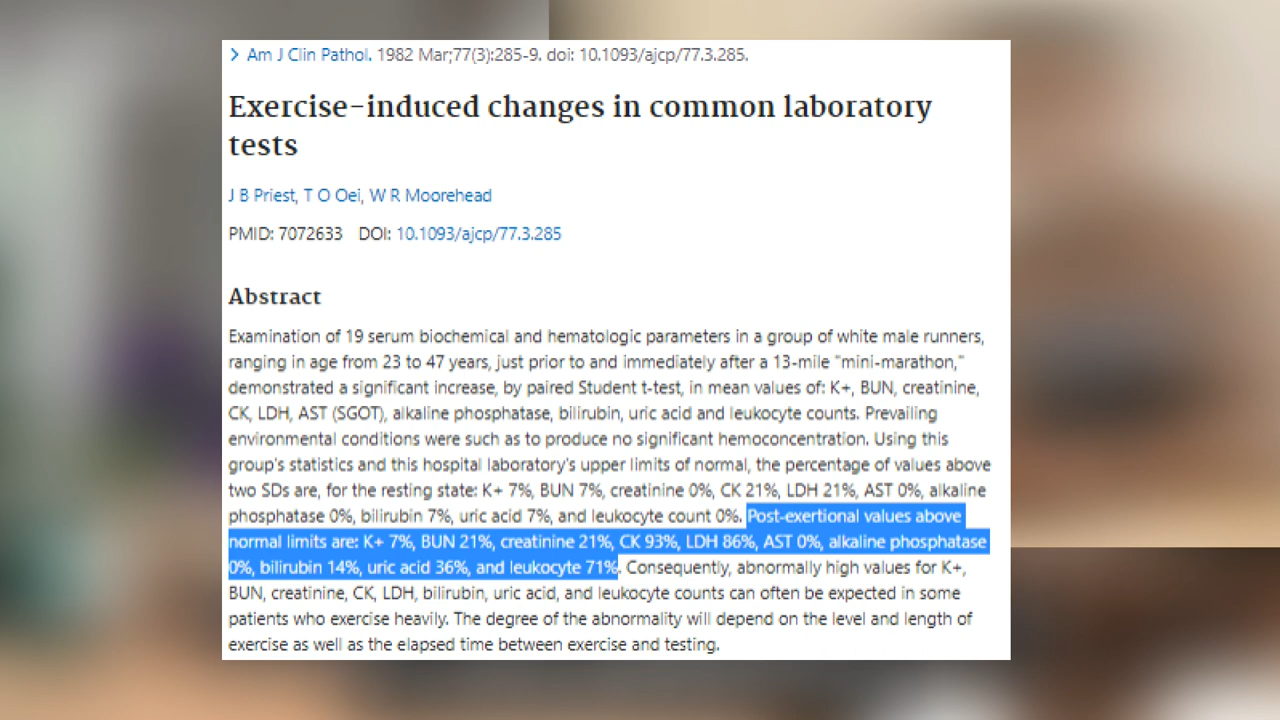 > Am J Clin Pathol. 1982 Mar;77(3):285-9. doi: 10.1093/ajcp/77.3.285.
Exercise-induced changes in common laboratory
tests
J B Priest, T O Oei, W R Moorehead
PMID: 7072633 DOI: 10.1093/ajcp/77.3.285
Abstract
Examination of 19 serum biochemical and hematologic parameters in a group of white male runners,
ranging in age from 23 to 47 years, just prior to and immediately after a 13-mile "mini-marathon,"
demonstrated a significant increase, by paired Student t-test, in mean values of: K+, BUN, creatinine,
CK, LDH, AST (SGOT), alkaline phosphatase, bilirubin, uric acid and leukocyte counts. Prevailing
environmental conditions were such as to produce no significant hemoconcentration. Using this
group's statistics and this hospital laboratory's upper limits of normal, the percentage of values above
two SDs are, for the resting state: K+ 7%, BUN 7%, creatinine 0%, CK 21%, LDH 21%, AST 0%, alkaline
phosphatase 0%, bilirubin 7%, uric acid 7%, and leukocyte count 0%. Post-exertional values above
normal limits are: K+ 7%, BUN 21%, creatinine 21%, CK 93%, LDH 86%, AST 0%, alkaline phosphatase
0%, bilirubin 14%, uric acid 36%, and leukocyte 71%. Consequently, abnormally high values for K+,
BUN, creatinine, CK, LDH, bilirubin, uric acid, and leukocyte counts can often be expected in some
patients who exercise heavily. The degree of the abnormality will depend on the level and length of
exercise as well as the elapsed time between exercise and testing.